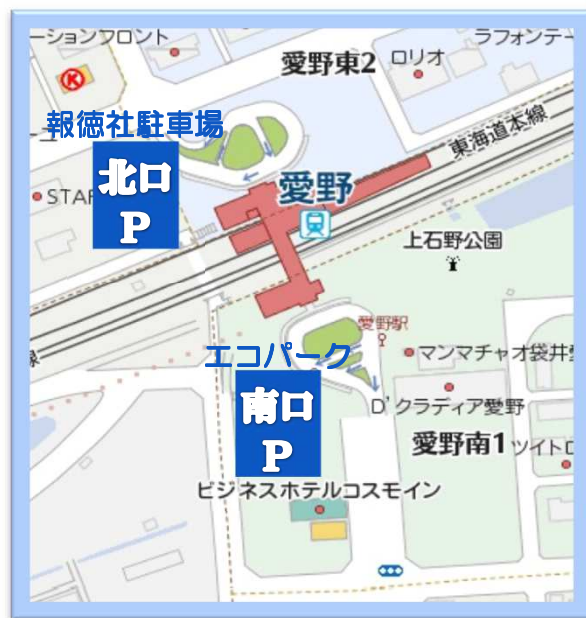 ーションフロント
ラフォンテー
愛野東2
ロリオ
報徳社駐車場
東海道本線
北口
P
愛野
STAR
上石野公園
愛野駅
エコパーク
マンマチャオ袋井愛
南口
P
D'クラディア愛野
愛野南1
ツイト
ビジネスホテルコスモイン